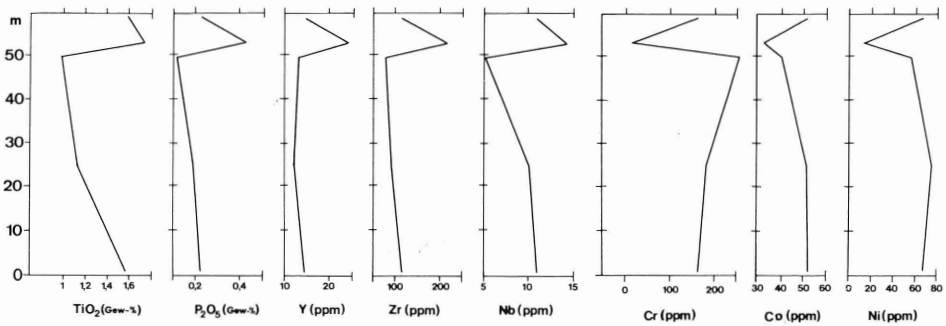 m
50
40
30
20
10
0
1 1,2 1,4 1,6
TiO2 (Gew-%)
0,2 0,4
P2O5 (Gew-%)
10 20
Y (ppm)
100 200
Zr (ppm)
5 10 15
Nb (ppm)
0 100 200
Cr (ppm)
30 40 50 60
Co (ppm)
0 20 40 60 80
Ni (ppm)